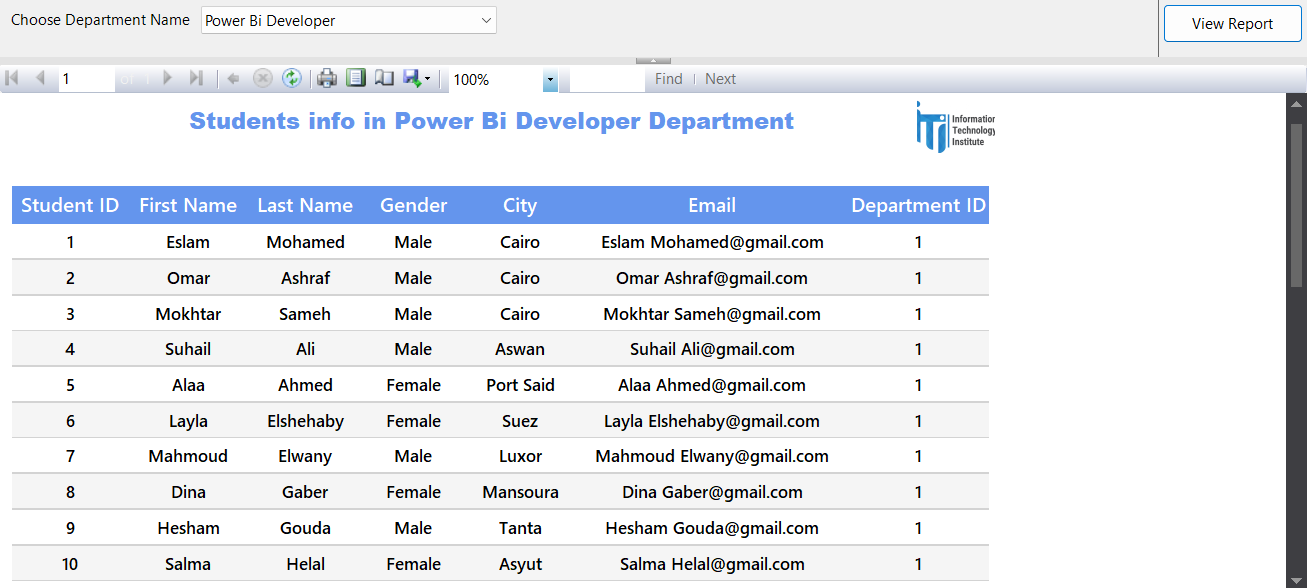 Choose Department Name Power Bi Developer View Report
1 of 1 100% Find Next
Students info in Power Bi Developer Department
iTi Information
Technology
Institute
Student ID First Name Last Name Gender City Email Department ID
1 Eslam Mohamed Male Cairo Eslam Mohamed@gmail.com 1
2 Omar Ashraf Male Cairo Omar Ashraf@gmail.com 1
3 Mokhtar Sameh Male Cairo Mokhtar Sameh@gmail.com 1
4 Suhail Ali Male Aswan Suhail Ali@gmail.com 1
5 Alaa Ahmed Female Port Said Alaa Ahmed@gmail.com 1
6 Layla Elshehaby Female Suez Layla Elshehaby@gmail.com 1
7 Mahmoud Elwany Male Luxor Mahmoud Elwany@gmail.com 1
8 Dina Gaber Female Mansoura Dina Gaber@gmail.com 1
9 Hesham Gouda Male Tanta Hesham Gouda@gmail.com 1
10 Salma Helal Female Asyut Salma Helal@gmail.com 1